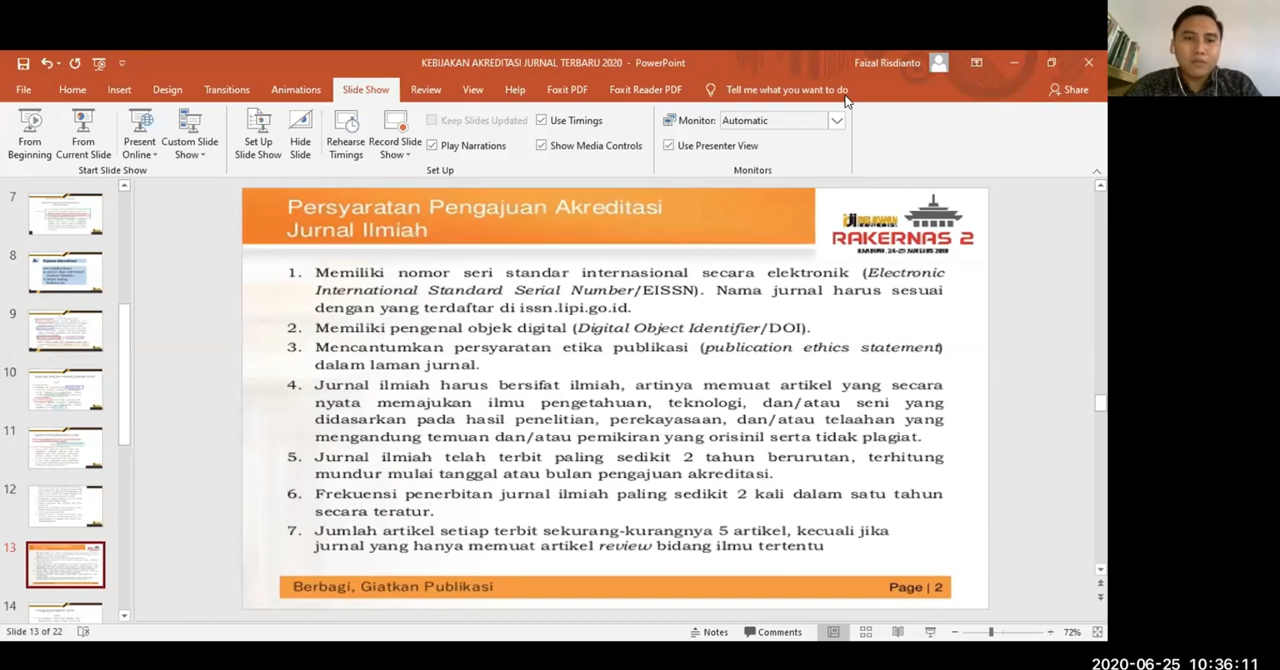 KEBIJAKAN AKREDITASI JURNAL TERBARU 2020 - PowerPoint
Faizal Risdianto
File
Home
Insert
Design
Transitions
Animations
Slide Show
Review
View
Help
Foxit PDF
Foxit Reader PDF
Tell me what you want to do
Share
From
Beginning
From
Current Slide
Present
Online
Custom Slide
Show
Start Slide Show
Set Up
Slide Show
Hide
Slide
Rehearse
Timings
Record Slide
Show
Keep Slides Updated
Play Narrations
Use Timings
Show Media Controls
Set Up
Monitor:
Automatic
Use Presenter View
Monitors
7
8
9
10
11
12
13
14
Persyaratan Pengajuan Akreditasi
Jurnal Ilmiah
RAKERNAS 2
1. Memiliki nomor seri standar internasional secara elektronik (Electronic
International Standard Serial Number/EISSN). Nama jurnal harus sesuai
dengan yang terdaftar di issn.lipi.go.id.
2. Memiliki pengenal objek digital (Digital Object Identifier/DOI).
3. Mencantumkan persyaratan etika publikasi (publication ethics statement)
dalam laman jurnal.
4. Jurnal ilmiah harus bersifat ilmiah, artinya memuat artikel yang secara
nyata memajukan ilmu pengetahuan, teknologi, dan/atau seni yang
didasarkan pada hasil penelitian, perekayasaan, dan/atau telaahan yang
mengandung temuan dan/atau pemikiran yang orisinil serta tidak plagiat.
5. Jurnal ilmiah telah terbit paling sedikit 2 tahun berurutan, terhitung
mundur mulai tanggal atau bulan pengajuan akreditasi.
6. Frekuensi penerbitan jurnal ilmiah paling sedikit 2 kali dalam satu tahun
secara teratur.
7. Jumlah artikel setiap terbit sekurang-kurangnya 5 artikel, kecuali jika
jurnal yang hanya memuat artikel review bidang ilmu tertentu
Berbagi, Giatkan Publikasi
Page | 2
Slide 13 of 22
Notes
Comments
72%
2020-06-25 10:36:11